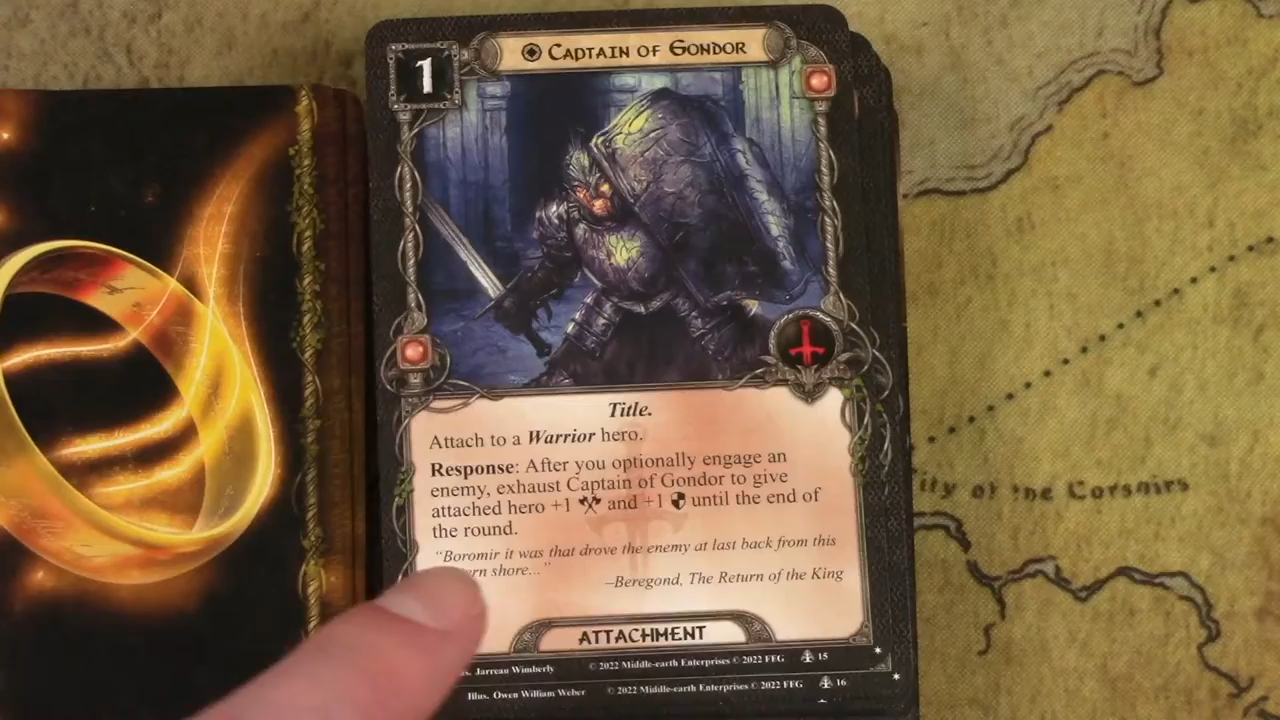 1
CAPTAIN OF GONDOR
Title.
Attach to a Warrior hero.
Response: After you optionally engage an
enemy, exhaust Captain of Gondor to give
attached hero +1 and +1 until the end of
the round.
"Boromir it was that drove the enemy at last back from this
shore..."
–Beregond, The Return of the King
ATTACHMENT
Jarreau Wimberly © 2022 Middle-earth Enterprises © 2022 FFG 15
Illus. Owen William Weber © 2022 Middle-earth Enterprises © 2022 FFG 16
of the Corsairs